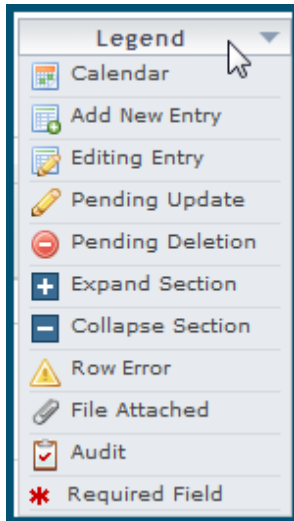 Legend
Calendar
Add New Entry
Editing Entry
Pending Update
Pending Deletion
Expand Section
Collapse Section
Row Error
File Attached
Audit
Required Field